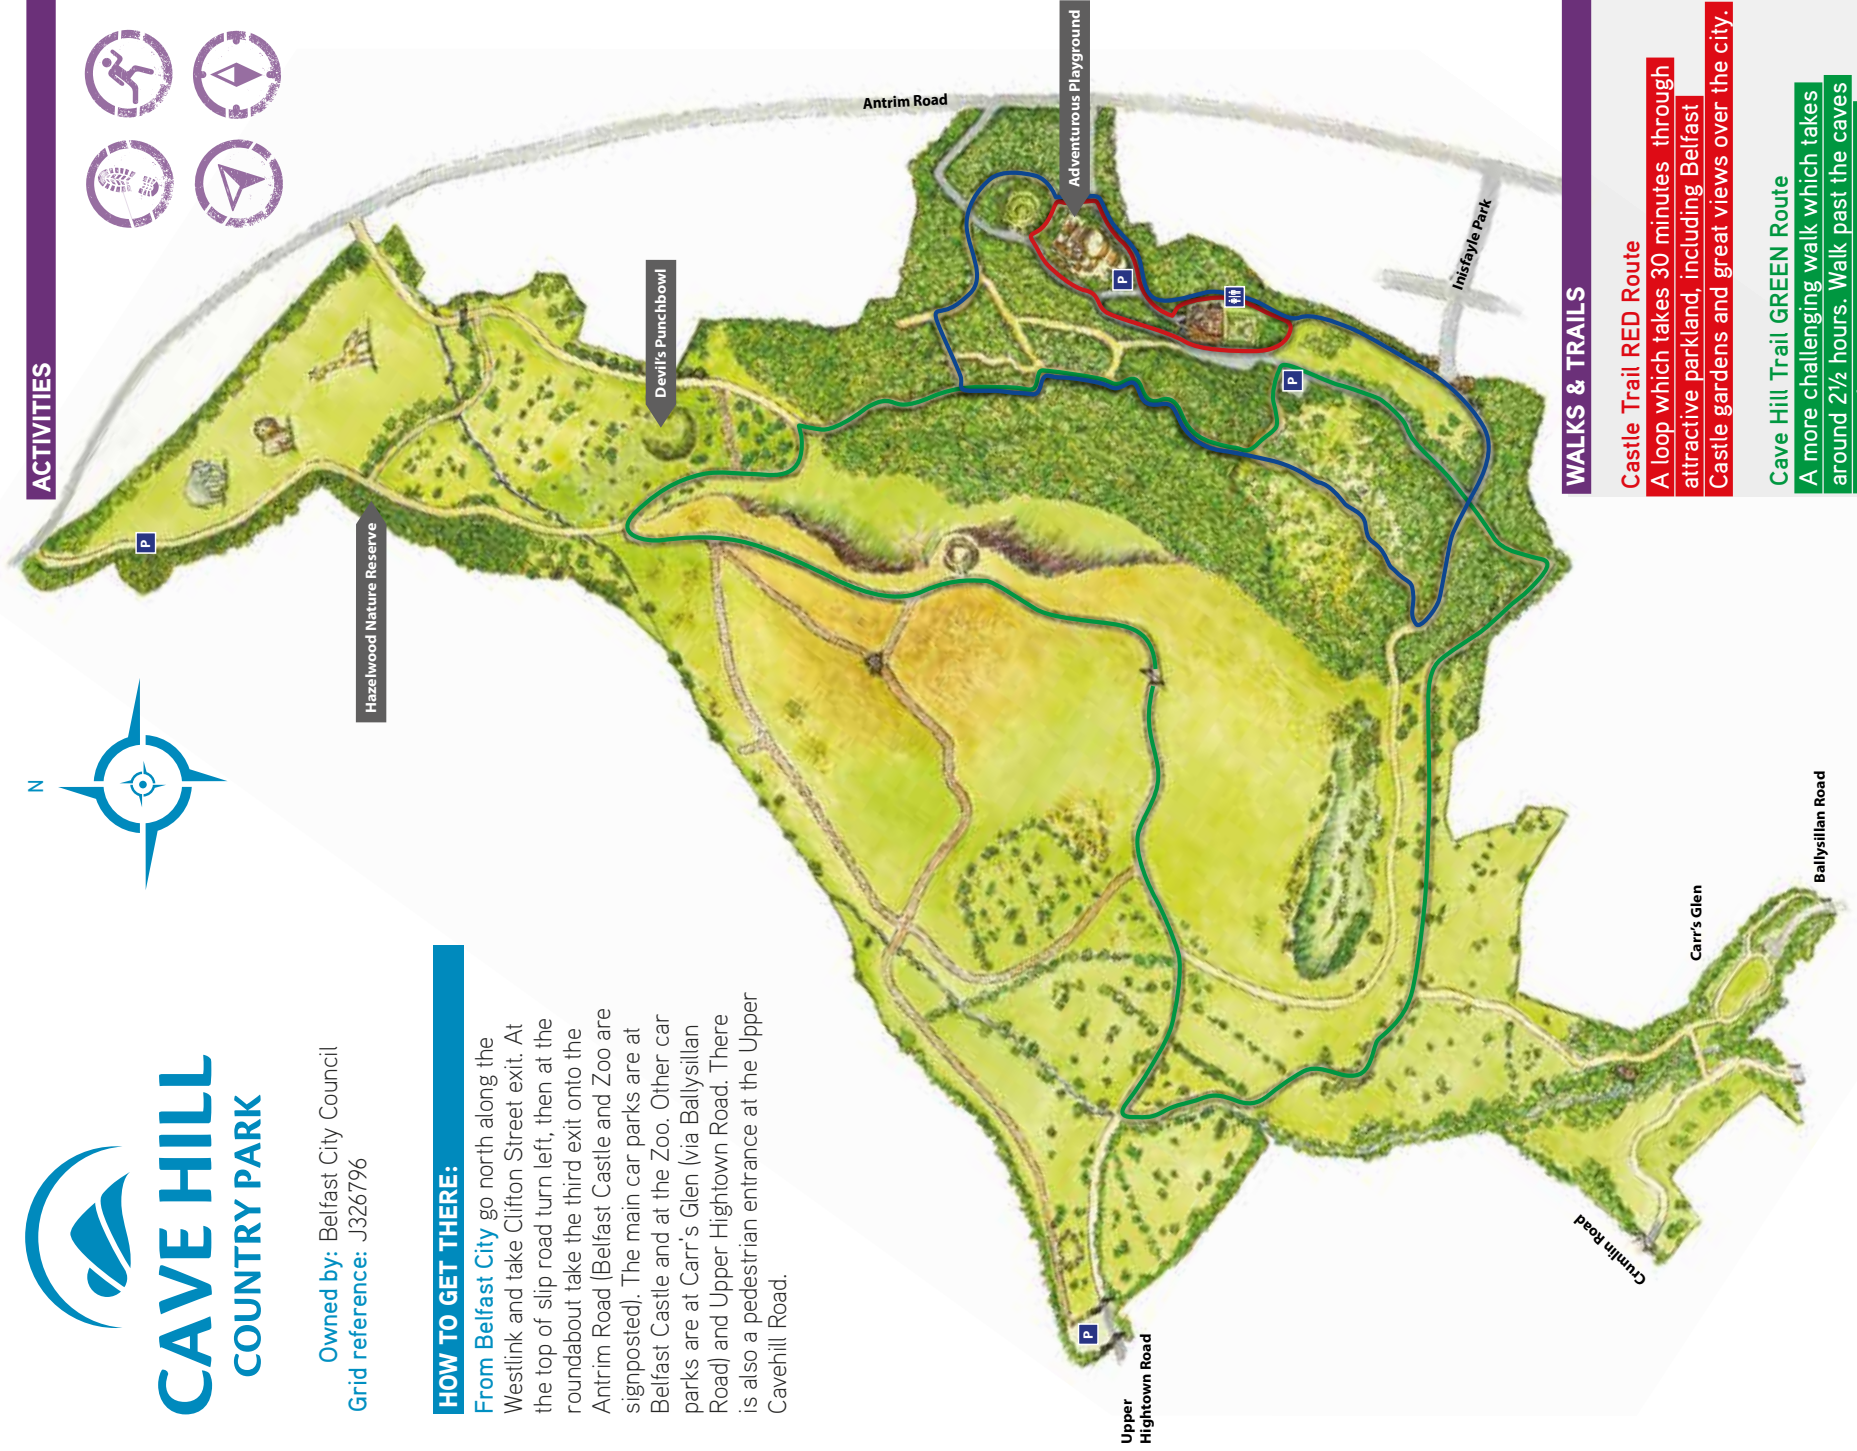 CAVE HILL
COUNTRY PARK
Owned by: Belfast City Council
Grid reference: J326796
HOW TO GET THERE:
From Belfast City go north along the
Westlink and take Clifton Street exit. At
the top of slip road turn left, then at the
roundabout take the third exit onto the
Antrim Road (Belfast Castle and Zoo are
signposted). The main car parks are at
Belfast Castle and at the Zoo. Other car
parks are at Carr's Glen (via Ballysillan
Road) and Upper Hightown Road. There
is also a pedestrian entrance at the Upper
Cavehill Road.
N
ACTIVITIES
Hazelwood Nature Reserve
P
Devil's Punchbowl
Antrim Road
Adventurous Playground
P
P
Inisfayle Park
P
Upper
Hightown Road
Crumlin Road
Carr's Glen
Ballysillan Road
WALKS & TRAILS
Castle Trail RED Route
A loop which takes 30 minutes through
attractive parkland, including Belfast
Castle gardens and great views over the city.
Cave Hill Trail GREEN Route
A more challenging walk which takes
around 2½ hours. Walk past the caves